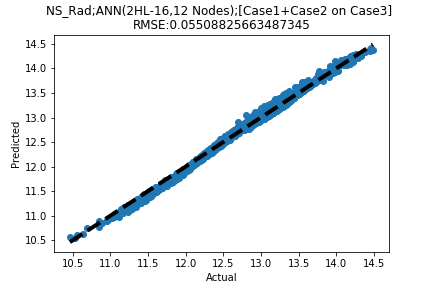 NS_Rad;ANN(2HL-16,12 Nodes);[Case1+Case2 on Case3]
RMSE:0.05508825663487345
14.5
14.0
13.5
13.0
12.5
12.0
11.5
11.0
10.5
Predicted
10.5 11.0 11.5 12.0 12.5 13.0 13.5 14.0 14.5
Actual